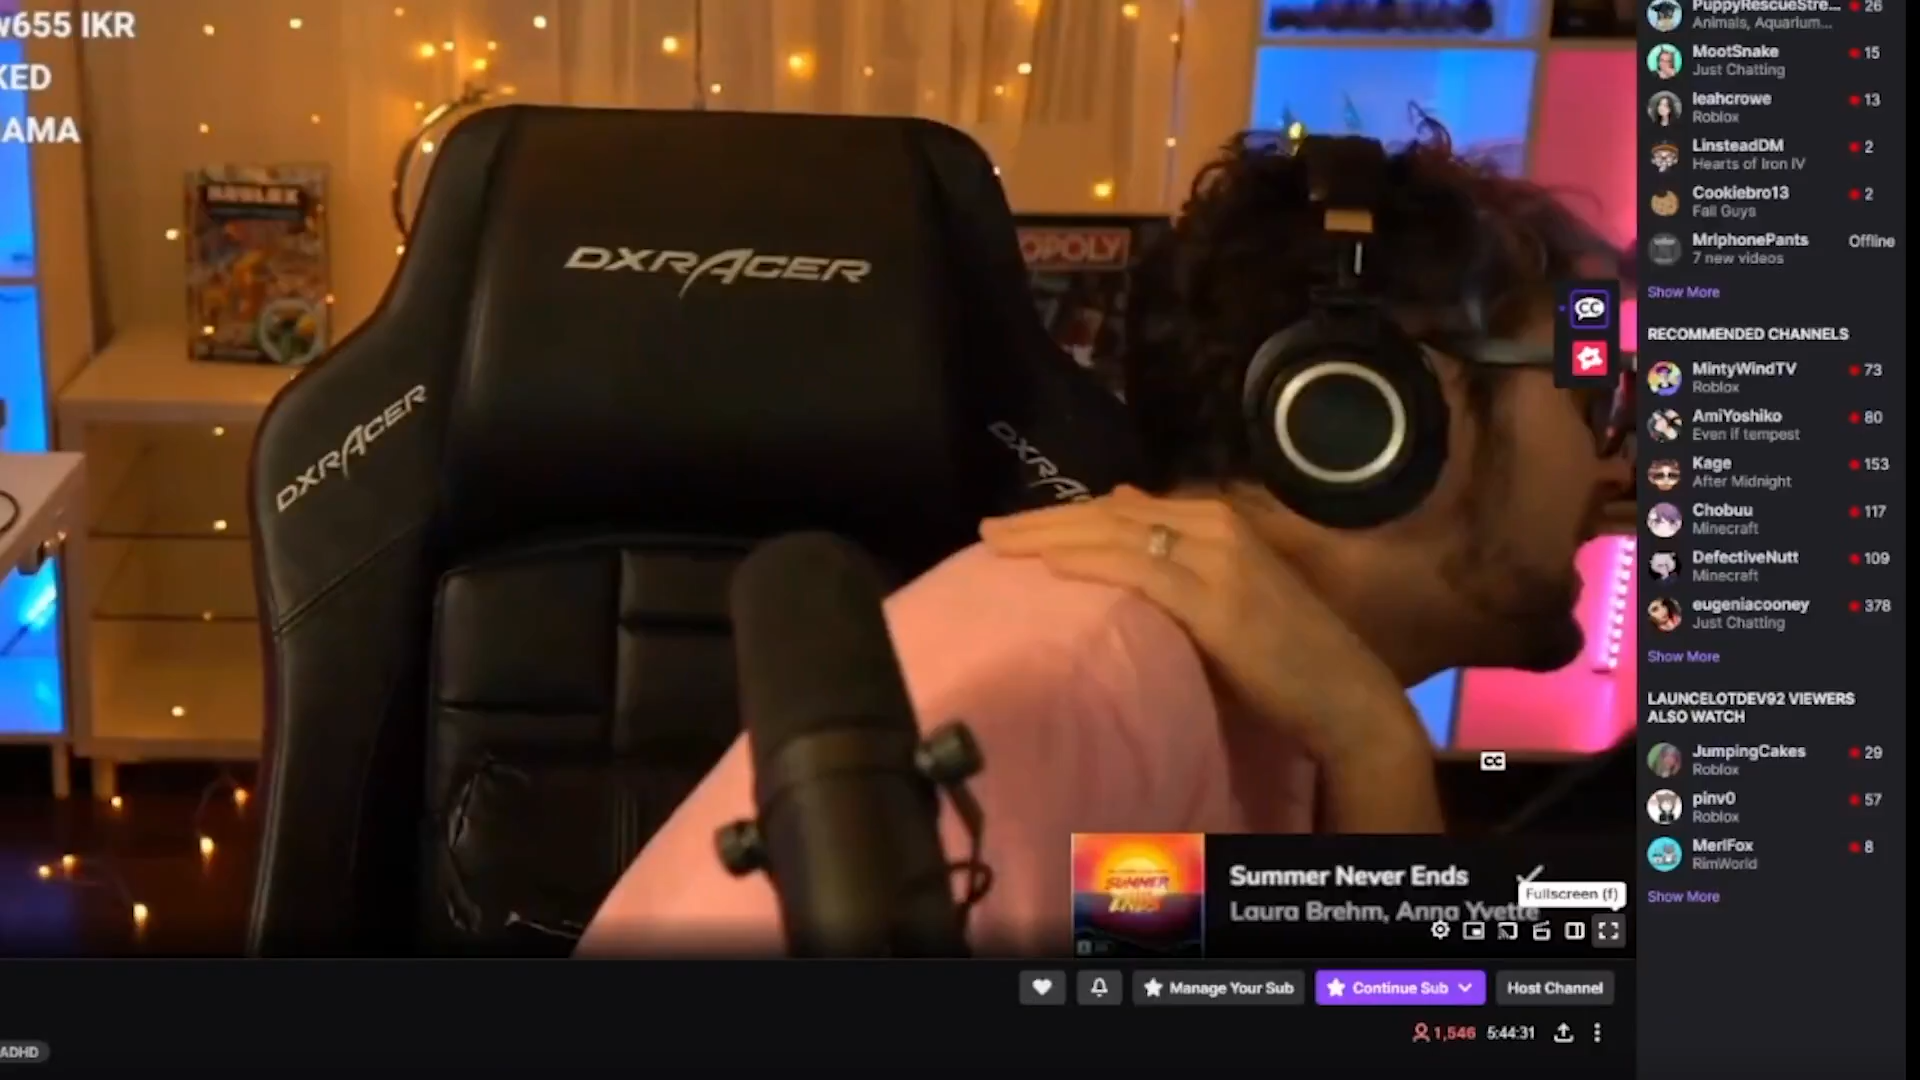 w655 IKR
KED
AMA
DXRACER
DXRACER
DXRA
OPOLY
CC
CC
SUMMER
ENDS
Summer Never Ends
Laura Brehm, Anna Yvette
Fullscreen (f)
Manage Your Sub
Continue Sub
Host Channel
1,546 5:44:31
ADHD
PuppyRescueStre... 26
Animals, Aquarium...
MootSnake 15
Just Chatting
leahcrowe 13
Roblox
LinsteadDM 2
Hearts of Iron IV
Cookiebro13 2
Fall Guys
MriphonePants Offline
7 new videos
Show More
RECOMMENDED CHANNELS
MintyWindTV 73
Roblox
AmiYoshiko 80
Even if tempest
Kage 153
After Midnight
Chobuu 117
Minecraft
DefectiveNutt 109
Minecraft
eugeniacooney 378
Just Chatting
Show More
LAUNCELOTDEV92 VIEWERS
ALSO WATCH
JumpingCakes 29
Roblox
pinv0 57
Roblox
MerlFox 8
RimWorld
Show More